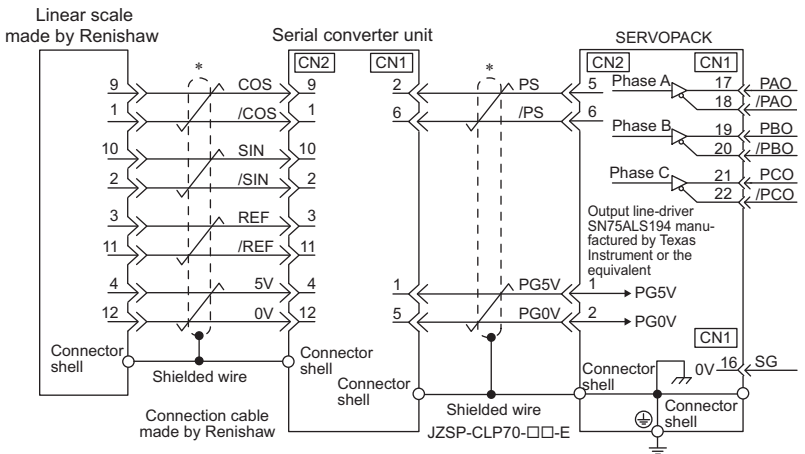 Linear scale
made by Renishaw
Serial converter unit
SERVOPACK
CN2
CN1
CN2
CN1
*
*
9
COS
9
1
/COS
1
10
SIN
10
2
/SIN
2
3
REF
3
11
/REF
11
4
5V
4
12
0V
12
2
PS
5
6
/PS
6
1
PG5V
1
PG5V
5
PG0V
2
PG0V
Phase A
17
PAO
18
/PAO
Phase B
19
PBO
20
/PBO
Phase C
21
PCO
22
/PCO
Output line-driver
SN75ALS194 manu-
factured by Texas
Instrument or the
equivalent
CN1
0V
16
SG
Connector
shell
Shielded wire
Connector
shell
Connection cable
made by Renishaw
Connector
shell
Shielded wire
JZSP-CLP70-□□-E
Connector
shell
Connector
shell